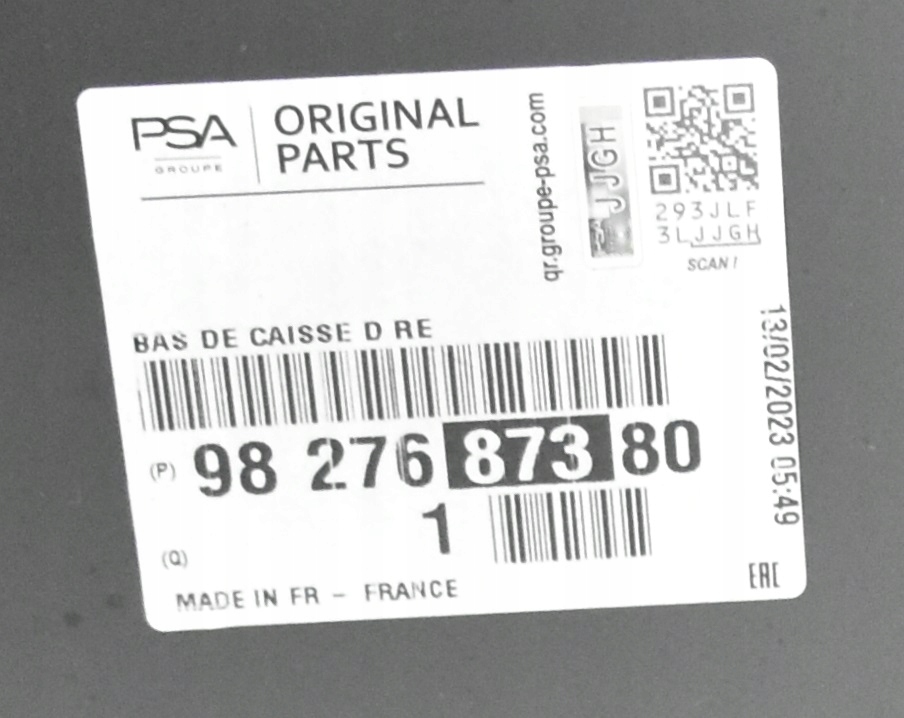 PSA
GROUPE
ORIGINAL
PARTS
qr.groupe-psa.com
JJGH
293JLF
3LJJGH
SCAN!
BAS DE CAISSE D RE
(P) 98 276 873 80
(Q) 1
MADE IN FR - FRANCE
13/02/2023 05:49
EAC